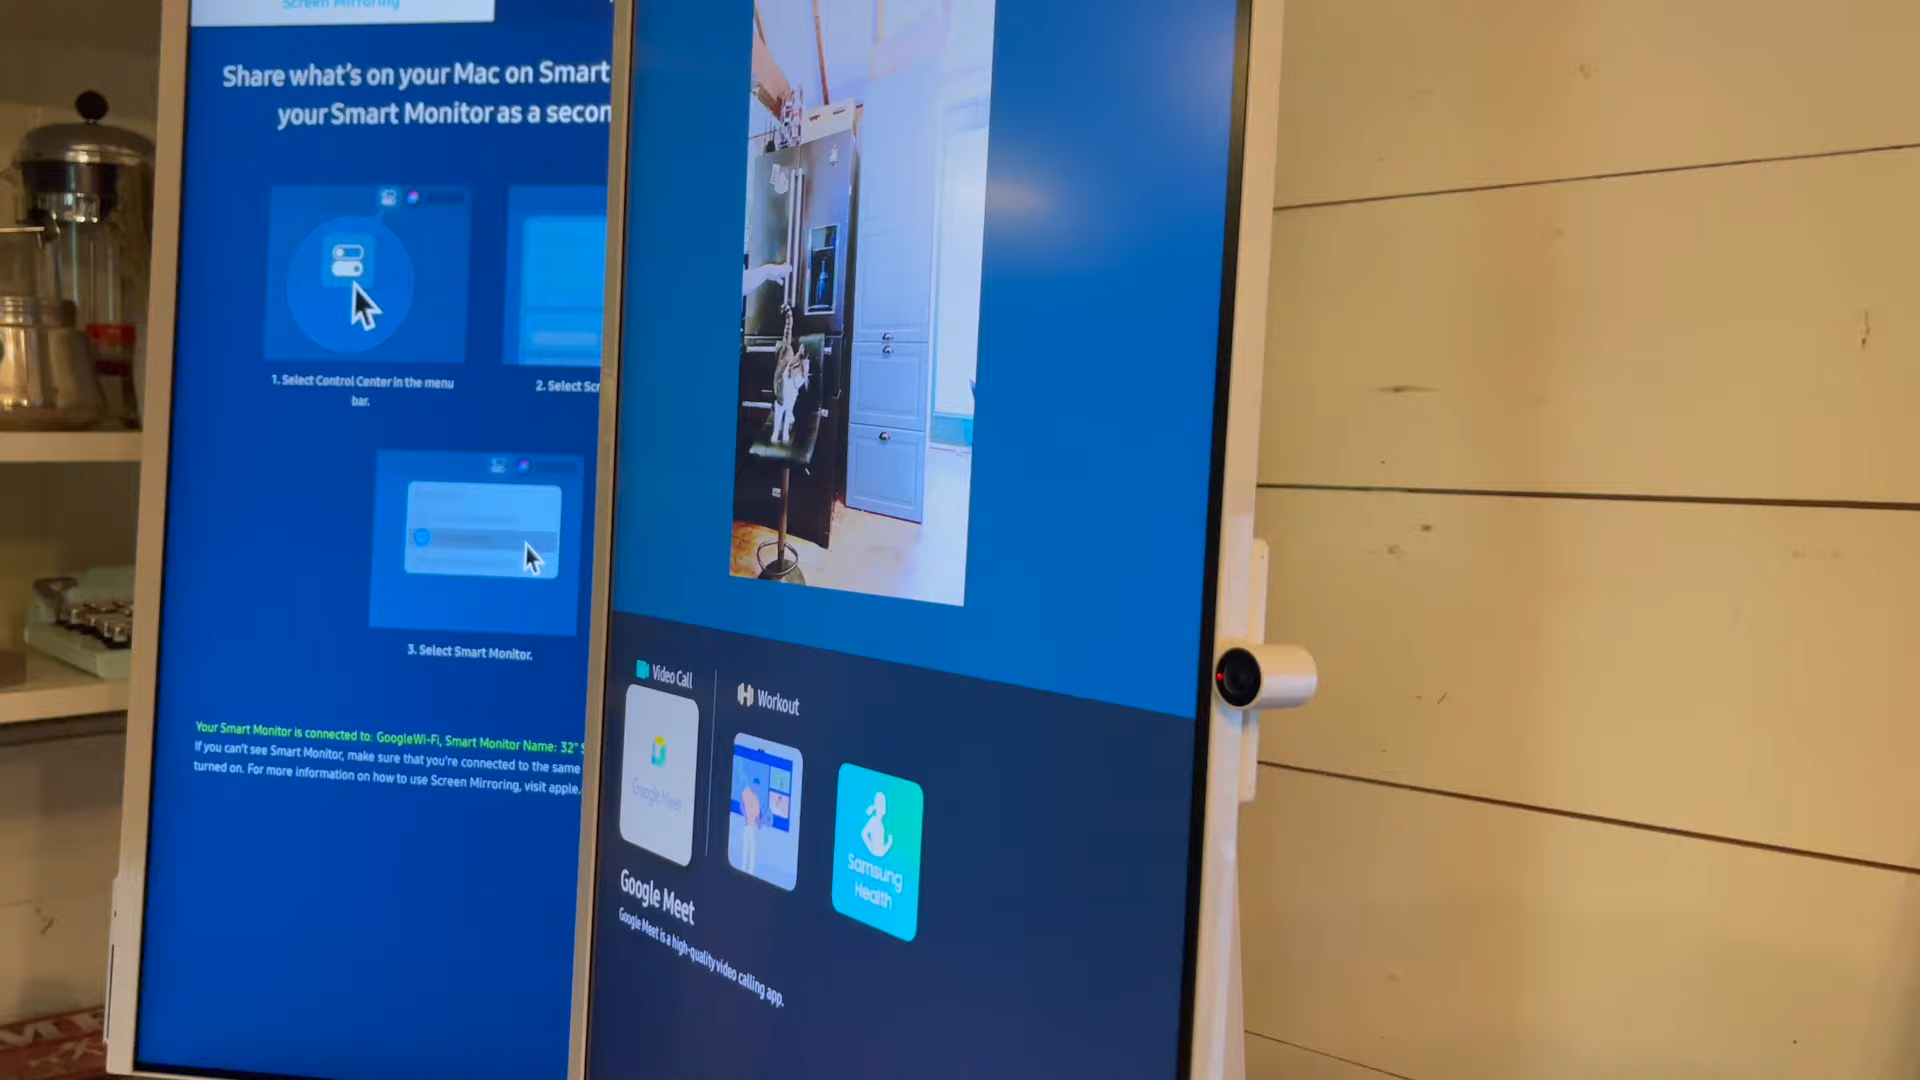 Screen Mirroring
Share what's on your Mac on Smart
your Smart Monitor as a secon
1. Select Control Center in the menu
bar.
2. Select Scr
3. Select Smart Monitor.
Your Smart Monitor is connected to: GoogleWi-Fi, Smart Monitor Name: 32" S
If you can't see Smart Monitor, make sure that you're connected to the same
turned on. For more information on how to use Screen Mirroring, visit apple.
Video Call
Workout
Google Meet
Samsung
Health
Google Meet
Google Meet is a high-quality video calling app.